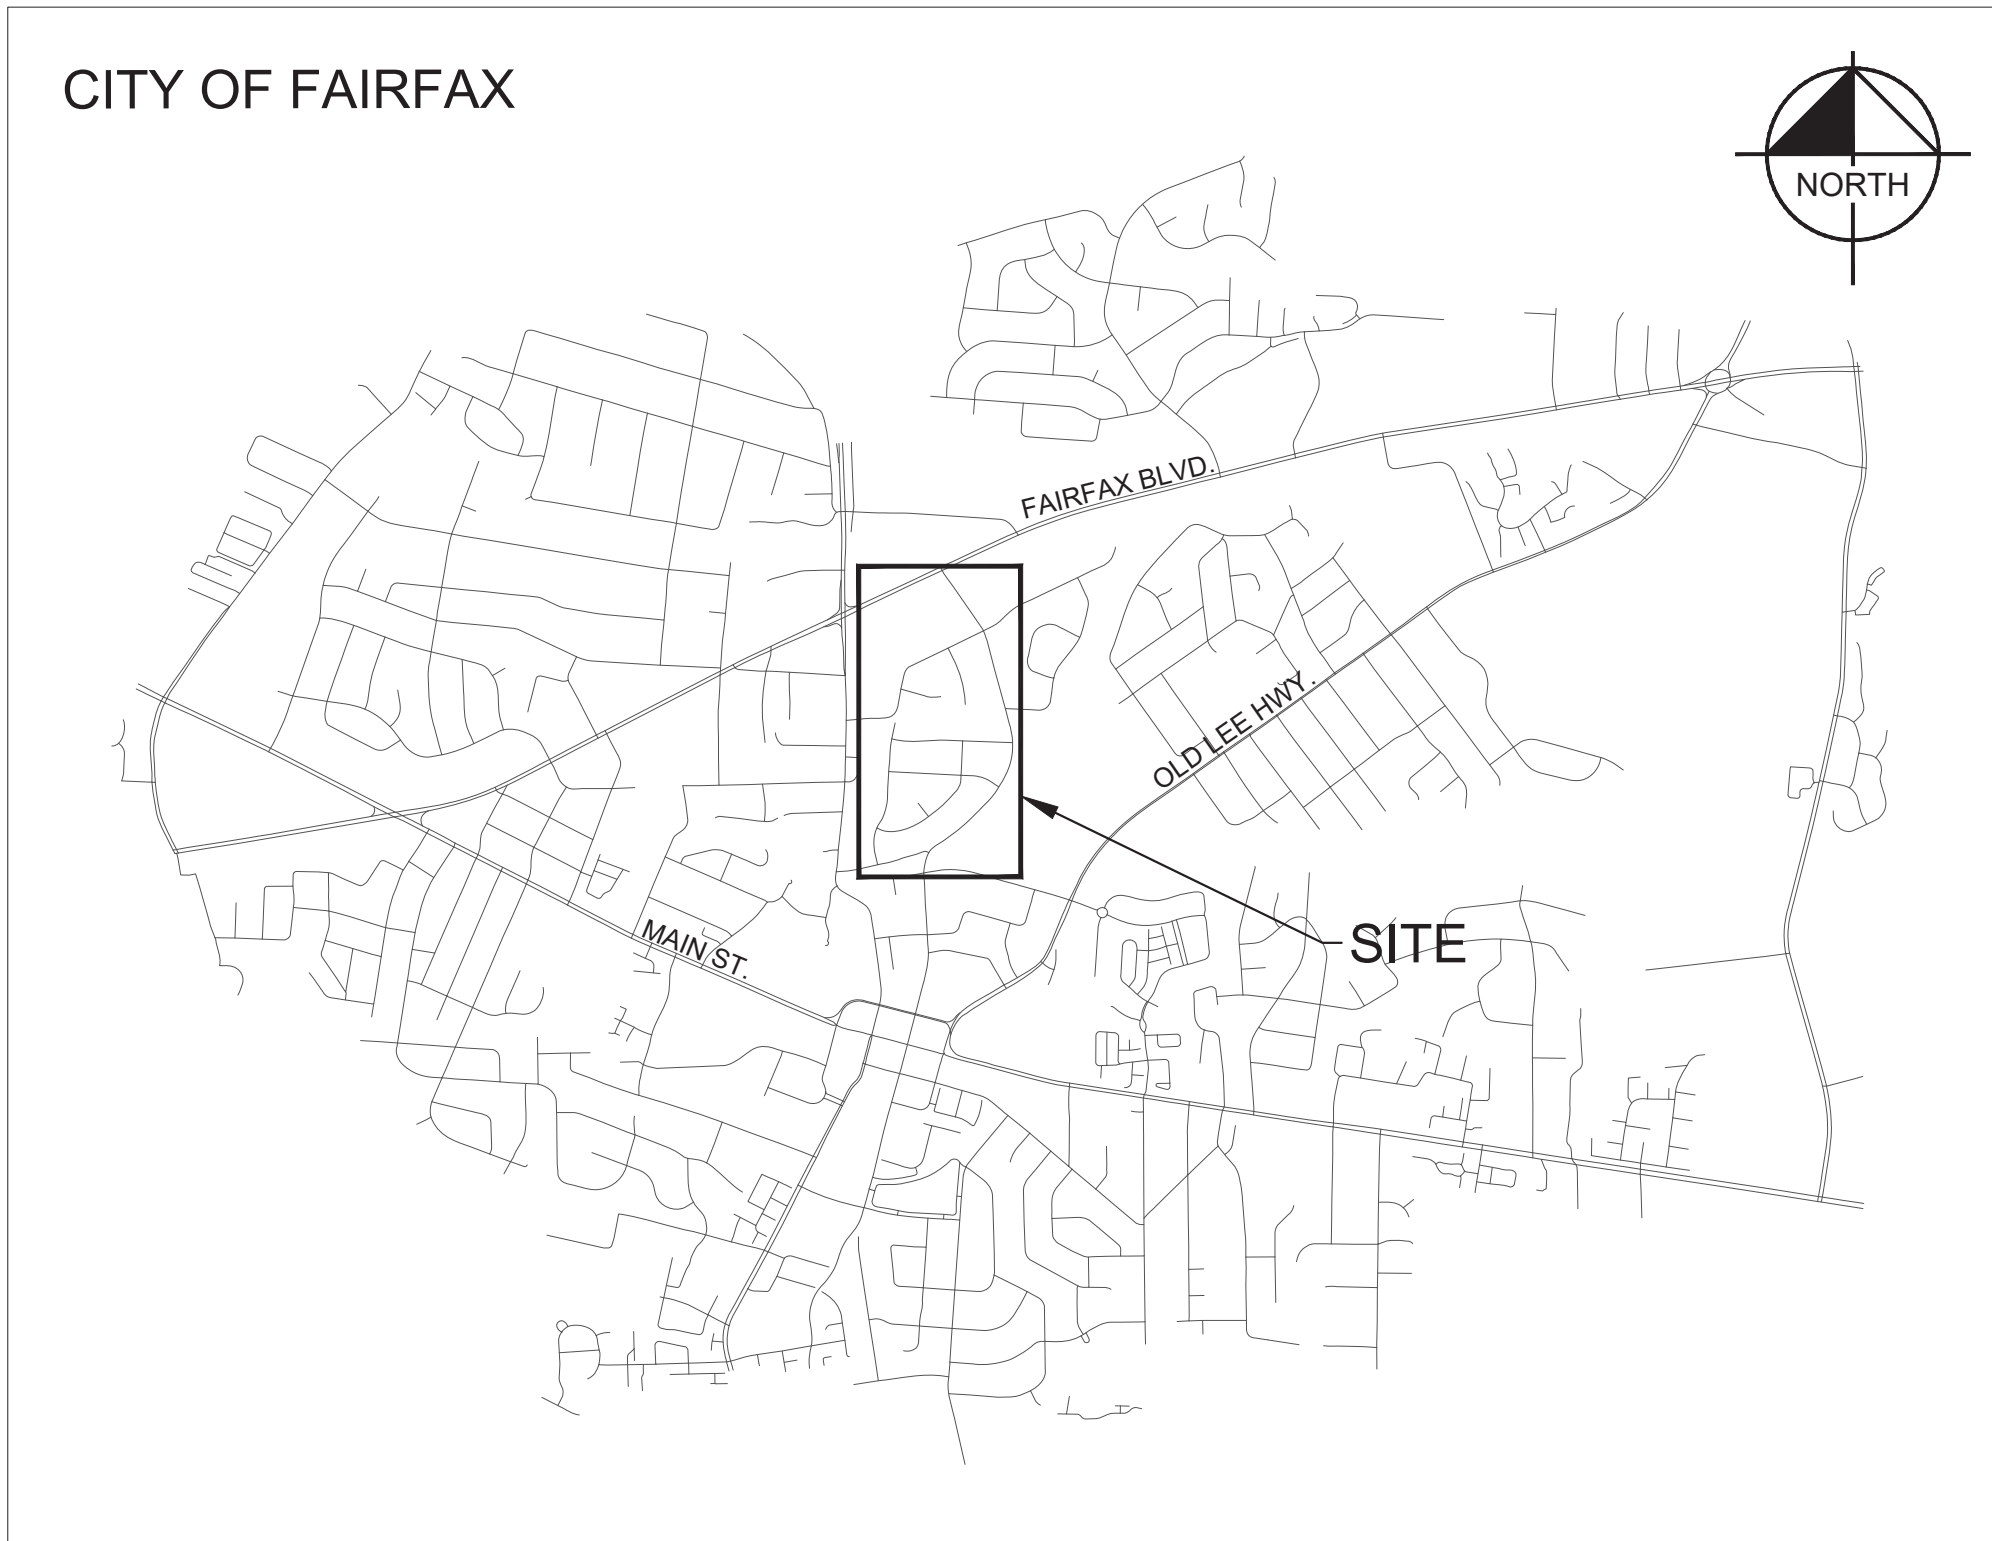 CITY OF FAIRFAX
NORTH
FAIRFAX BLVD.
OLD LEE HWY.
MAIN ST.
SITE